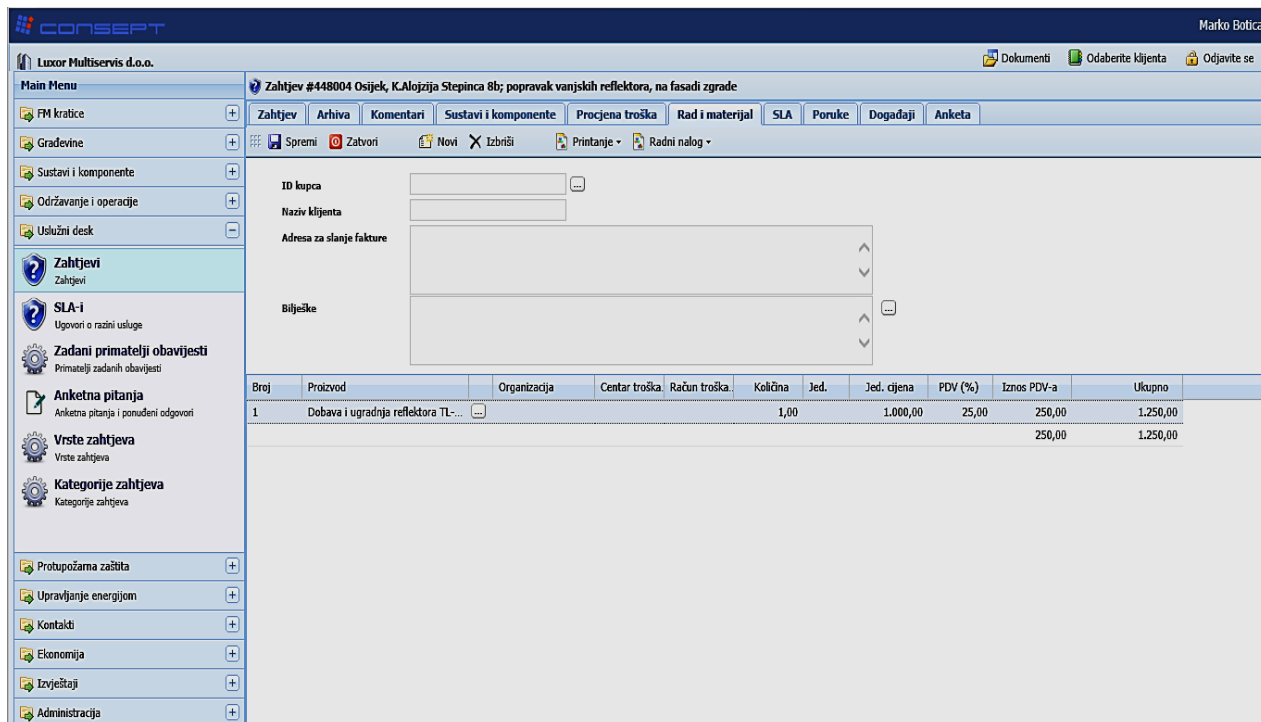 CONSEPT
Marko Botica
Luxor Multiservis d.o.o.
Dokumenti Odaberite klijenta Odjavite se
Main Menu
FM kratice
Građevine
Sustavi i komponente
Održavanje i operacije
Uslužni desk
Zahtjevi
Zahtjevi
SLA-i
Ugovori o razini usluge
Zadani primatelji obavijesti
Primatelji zadanih obavijesti
Anketna pitanja
Anketna pitanja i ponuđeni odgovori
Vrste zahtjeva
Vrste zahtjeva
Kategorije zahtjeva
Kategorije zahtjeva
Protupožarna zaštita
Upravljanje energijom
Kontakti
Ekonomija
Izvještaji
Administracija
Zahtjev #448004 Osijek, K.Alojzija Stepinca 8b; popravak vanjskih reflektora, na fasadi zgrade
Zahtjev Arhiva Komentari Sustavi i komponente Procjena troška Rad i materijal SLA Poruke Događaji Anketa
Spremi Zatvori Novi Izbriši Printanje Radni nalog
ID kupca ...
Naziv klijenta
Adresa za slanje fakture
Bilješke ...
Broj Proizvod Organizacija Centar troška. Račun troška.. Količina Jed. Jed. cijena PDV (%) Iznos PDV-a Ukupno
1 Dobava i ugradnja reflektora TL-... ... 1,00 1.000,00 25,00 250,00 1.250,00
250,00 1.250,00